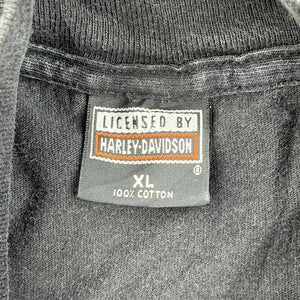 LICENSED BY
HARLEY-DAVIDSON
XL
100% COTTON